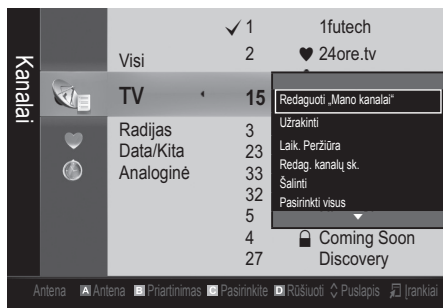 Kanalai
1 1futech
Visi 2 24ore.tv
TV 15
Redaguoti „Mano kanalai“
Užrakinti
Laik. Peržiūra
Redag. kanalų sk.
Šalinti
Pasirinkti visus
Radijas 3
Data/Kita 23
Analoginė 33
32
5
4 Coming Soon
27 Discovery
Antena A Antena B Priartinimas C Pasirinkite D Rūšiuoti Puslapis Įrankiai